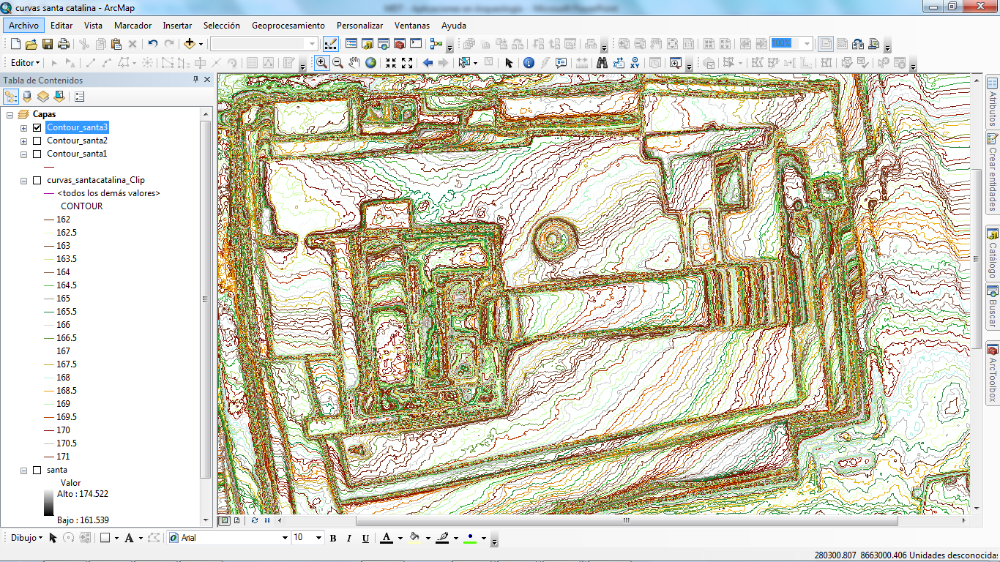 curvas santa catalina - ArcMap
Archivo Editar Vista Marcador Insertar Selección Geoprocesamiento Personalizar Ventanas Ayuda
100%
Editor
Tabla de Contenidos
Capas
Contour_santa3
Contour_santa2
Contour_santa1
curvas_santacatalina_Clip
<todos los demás valores>
CONTOUR
162
162.5
163
163.5
164
164.5
165
165.5
166
166.5
167
167.5
168
168.5
169
169.5
170
170.5
171
santa
Valor
Alto : 174.522
Bajo : 161.539
Atributos
Crear entidades
Catálogo
Buscar
ArcToolbox
Dibujo A Arial 10 B I U A
280300.807 8663000.406 Unidades desconocida